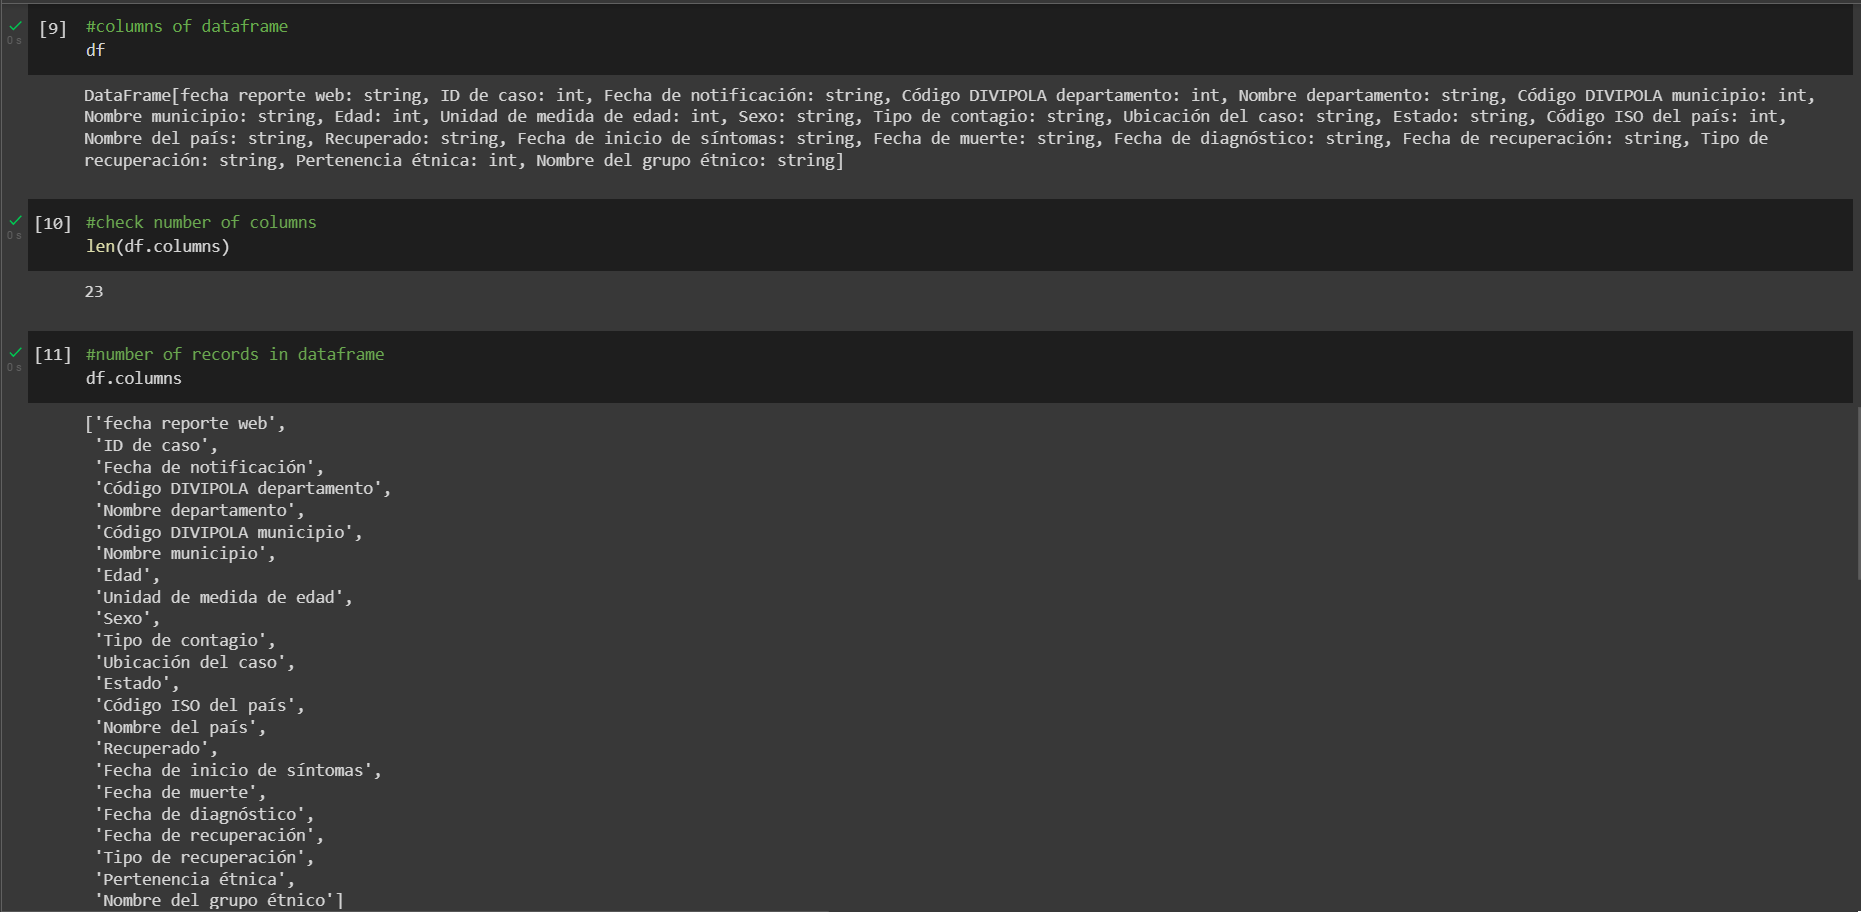 [9] #columns of dataframe
0 s df
DataFrame[fecha reporte web: string, ID de caso: int, Fecha de notificación: string, Código DIVIPOLA departamento: int, Nombre departamento: string, Código DIVIPOLA municipio: int,
Nombre municipio: string, Edad: int, Unidad de medida de edad: int, Sexo: string, Tipo de contagio: string, Ubicación del caso: string, Estado: string, Código ISO del país: int,
Nombre del país: string, Recuperado: string, Fecha de inicio de síntomas: string, Fecha de muerte: string, Fecha de diagnóstico: string, Fecha de recuperación: string, Tipo de
recuperación: string, Pertenencia étnica: int, Nombre del grupo étnico: string]
[10] #check number of columns
0 s len(df.columns)
23
[11] #number of records in dataframe
0 s df.columns
['fecha reporte web',
'ID de caso',
'Fecha de notificación',
'Código DIVIPOLA departamento',
'Nombre departamento',
'Código DIVIPOLA municipio',
'Nombre municipio',
'Edad',
'Unidad de medida de edad',
'Sexo',
'Tipo de contagio',
'Ubicación del caso',
'Estado',
'Código ISO del país',
'Nombre del país',
'Recuperado',
'Fecha de inicio de síntomas',
'Fecha de muerte',
'Fecha de diagnóstico',
'Fecha de recuperación',
'Tipo de recuperación',
'Pertenencia étnica',
'Nombre del grupo étnico']